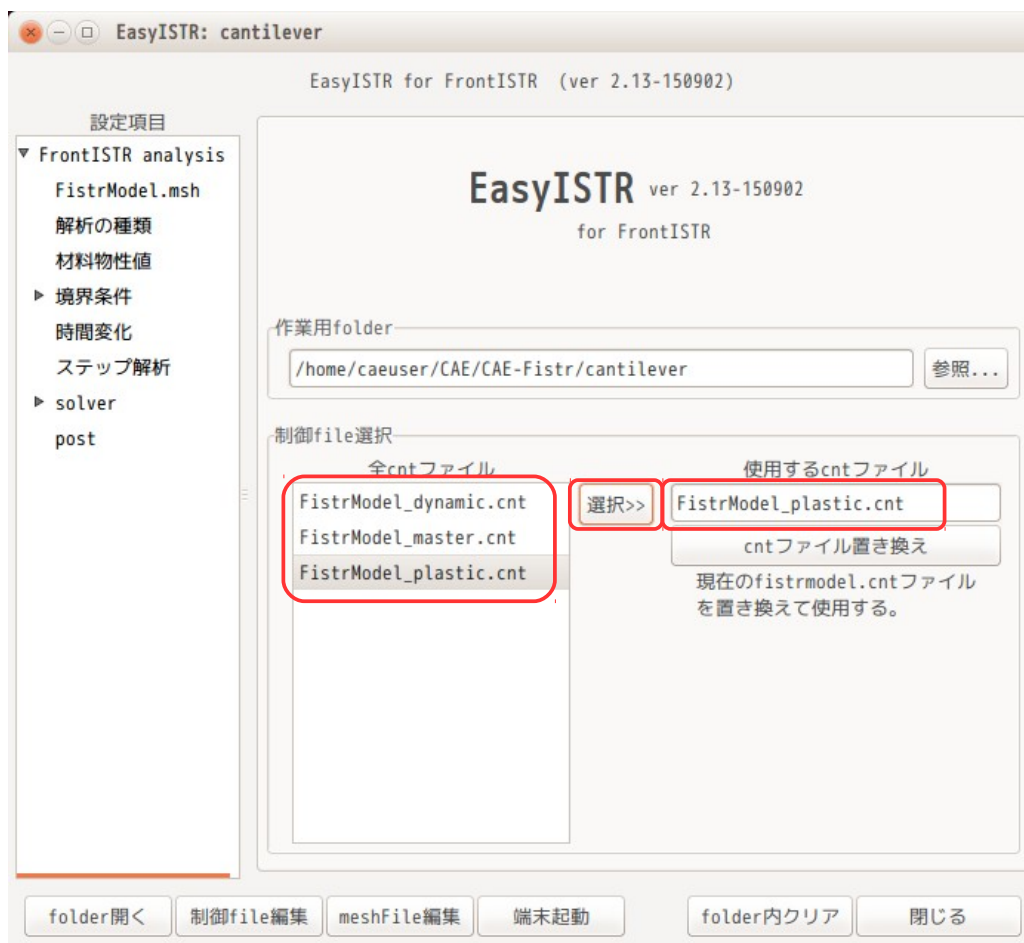 EasyISTR: cantilever
EasyISTR for FrontISTR (ver 2.13-150902)
設定項目
FrontISTR analysis
FistrModel.msh
解析の種類
材料物性値
境界条件
時間変化
ステップ解析
solver
post
EasyISTR ver 2.13-150902
for FrontISTR
作業用folder
/home/caeuser/CAE/CAE-Fistr/cantilever
参照...
制御file選択
全cntファイル
FistrModel_dynamic.cnt
FistrModel_master.cnt
FistrModel_plastic.cnt
選択>>
使用するcntファイル
FistrModel_plastic.cnt
cntファイル置き換え
現在のfistrmodel.cntファイル
を置き換えて使用する。
folder開く 制御file編集 meshFile編集 端末起動 folder内クリア 閉じる